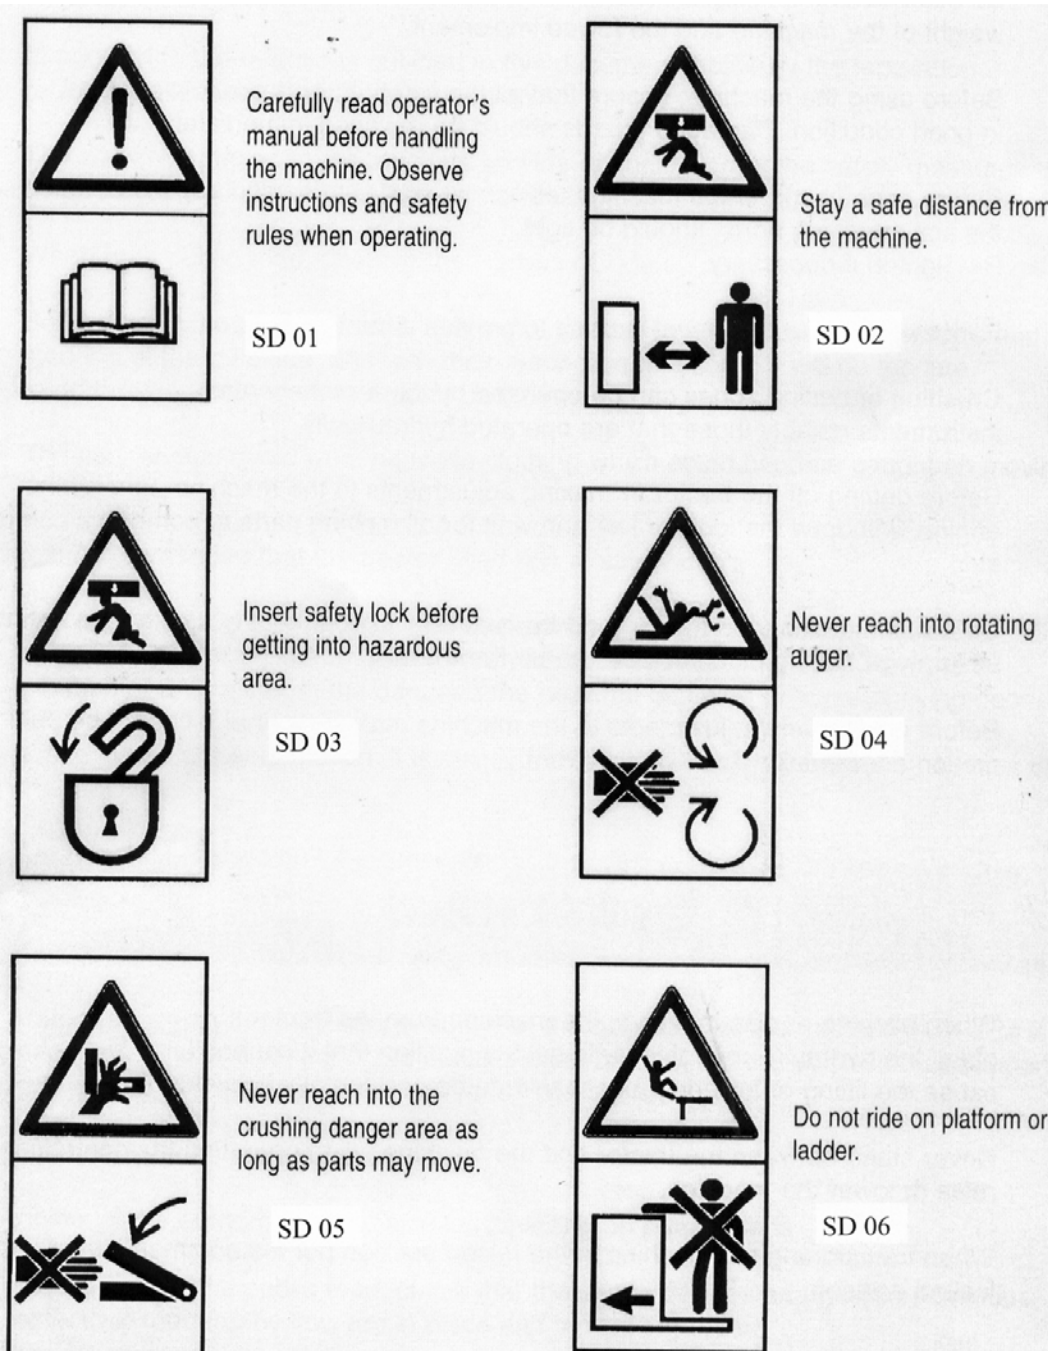 Carefully read operator's
manual before handling
the machine. Observe
instructions and safety
rules when operating.
SD 01
Stay a safe distance from
the machine.
SD 02
Insert safety lock before
getting into hazardous
area.
SD 03
Never reach into rotating
auger.
SD 04
Never reach into the
crushing danger area as
long as parts may move.
SD 05
Do not ride on platform or
ladder.
SD 06